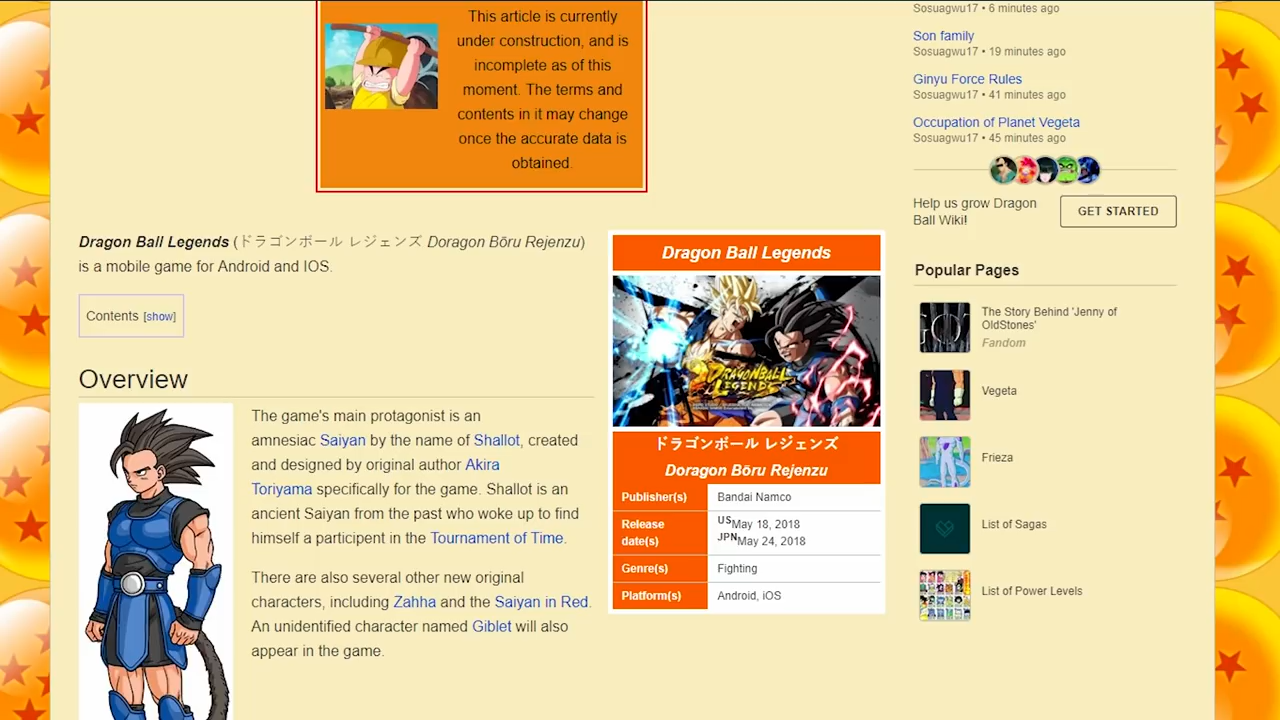 This article is currently
under construction, and is
incomplete as of this
moment. The terms and
contents in it may change
once the accurate data is
obtained.
Dragon Ball Legends (ドラゴンボール レジェンズ Doragon Bōru Rejenzu)
is a mobile game for Android and IOS.
Contents [show]
Overview
The game's main protagonist is an
amnesiac Saiyan by the name of Shallot, created
and designed by original author Akira
Toriyama specifically for the game. Shallot is an
ancient Saiyan from the past who woke up to find
himself a participent in the Tournament of Time.
There are also several other new original
characters, including Zahha and the Saiyan in Red.
An unidentified character named Giblet will also
appear in the game.
Dragon Ball Legends
DRAGONBALL
LEGENDS
ドラゴンボール レジェンズ
Doragon Bōru Rejenzu
Publisher(s) Bandai Namco
Release date(s) US May 18, 2018
JPN May 24, 2018
Genre(s) Fighting
Platform(s) Android, iOS
Sosuagwu17 • 6 minutes ago
Son family
Sosuagwu17 • 19 minutes ago
Ginyu Force Rules
Sosuagwu17 • 41 minutes ago
Occupation of Planet Vegeta
Sosuagwu17 • 45 minutes ago
Help us grow Dragon
Ball Wiki!
GET STARTED
Popular Pages
The Story Behind 'Jenny of
OldStones'
Fandom
Vegeta
Frieza
List of Sagas
List of Power Levels